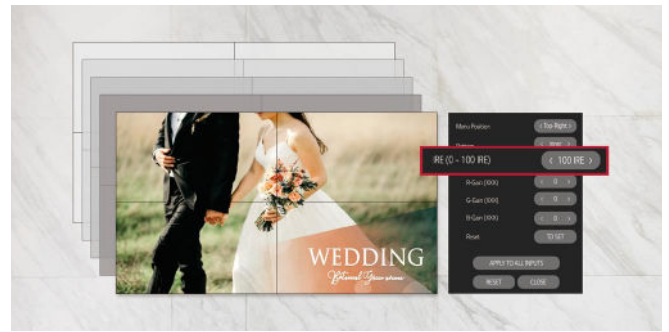 WEDDING
Menu Position
< Top-Right >
IRE (0 ~ 100 IRE)
< 100 IRE >
R-Gain (XXX)
< 0 >
G-Gain (XXX)
< 0 >
B-Gain (XXX)
< 0 >
Reset
TO SET
APPLY TO ALL INPUTS
RESET
CLOSE